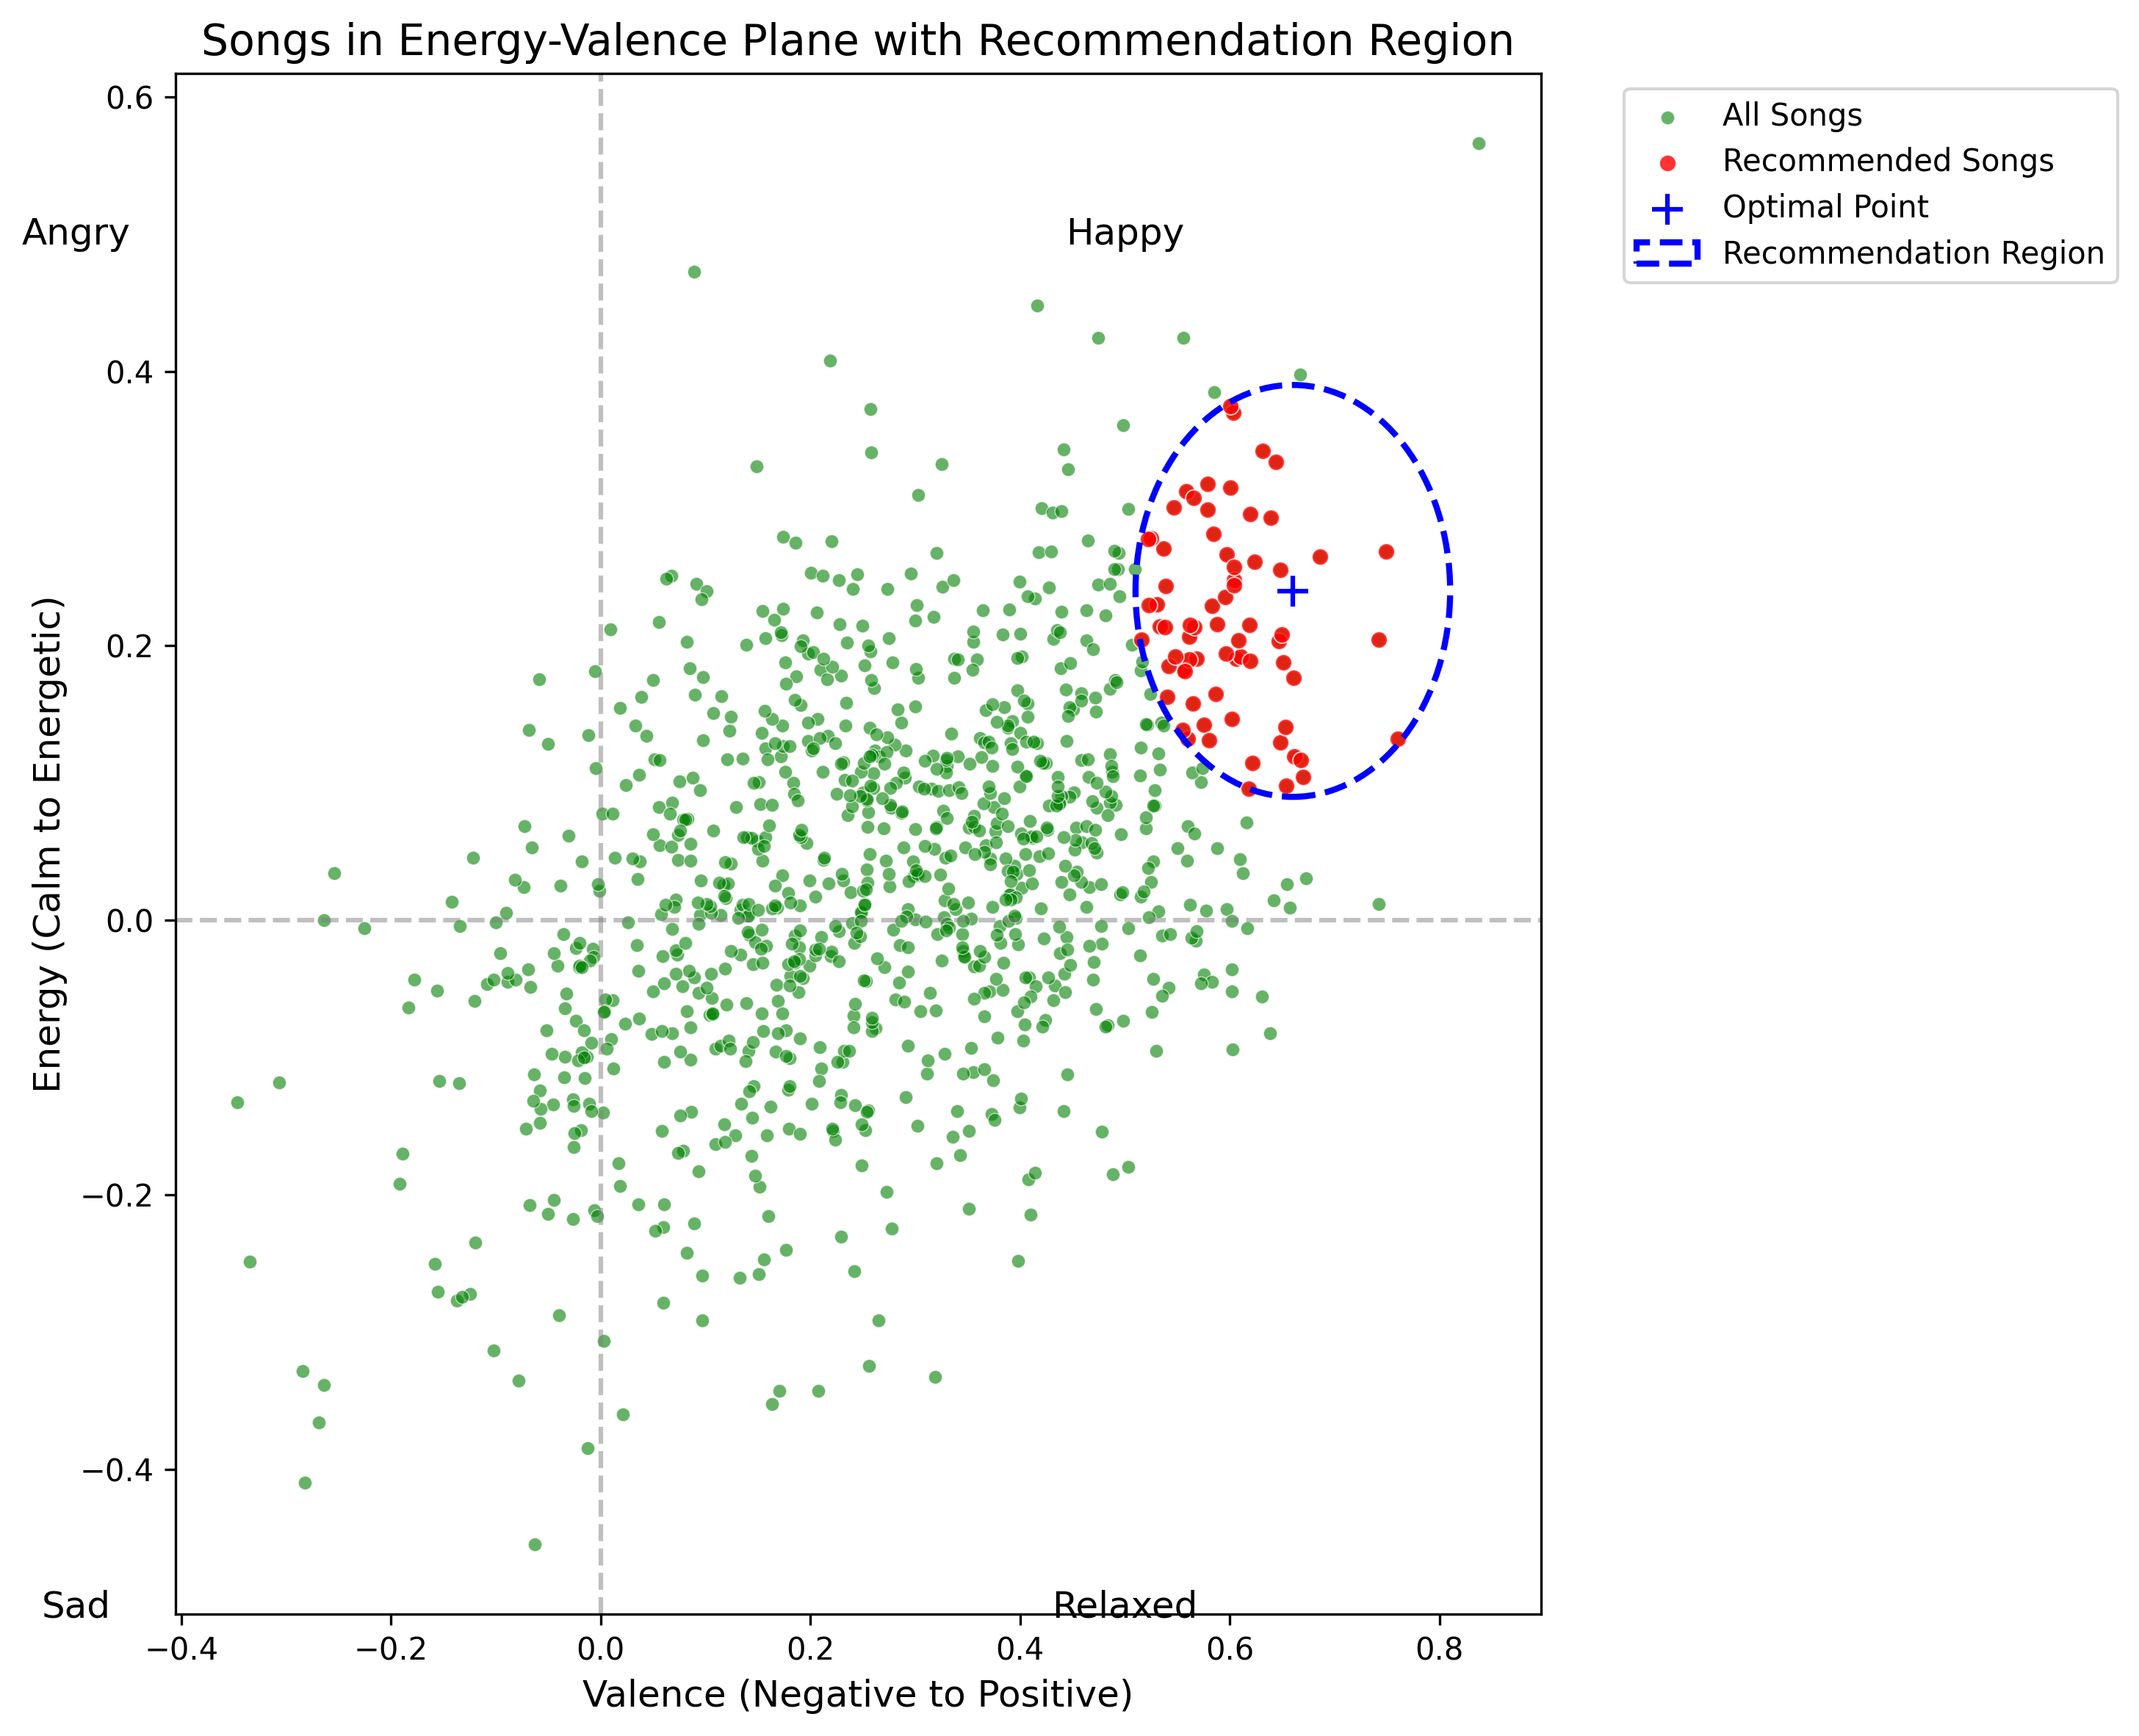 Songs in Energy-Valence Plane with Recommendation Region
All Songs
Recommended Songs
Optimal Point
Recommendation Region
Angry
Happy
Sad
Relaxed
Energy (Calm to Energetic)
0.6
0.4
0.2
0.0
−0.2
−0.4
−0.4
−0.2
0.0
0.2
0.4
0.6
0.8
Valence (Negative to Positive)